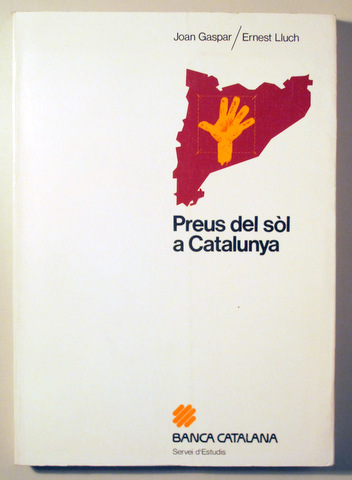 Joan Gaspar/Ernest Lluch
Preus del sòl
a Catalunya
BANCA CATALANA
Servei d'Estudis